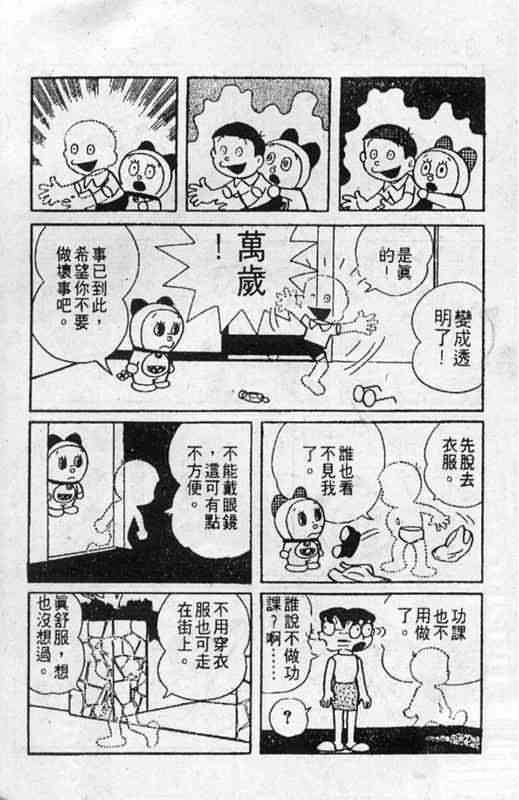 變成透
明了！
是眞
的！
萬歲
！
事已到此，
希望你不要
做壞事吧。
先脫去
衣服。
誰也看
不見我
了。
不能戴眼鏡
，這可有點
不方便。
功課
也不
用做
了。
誰說不做功
課？啊……
？
不用穿衣
服也可走
在街上。
眞舒服，想
也沒想過。